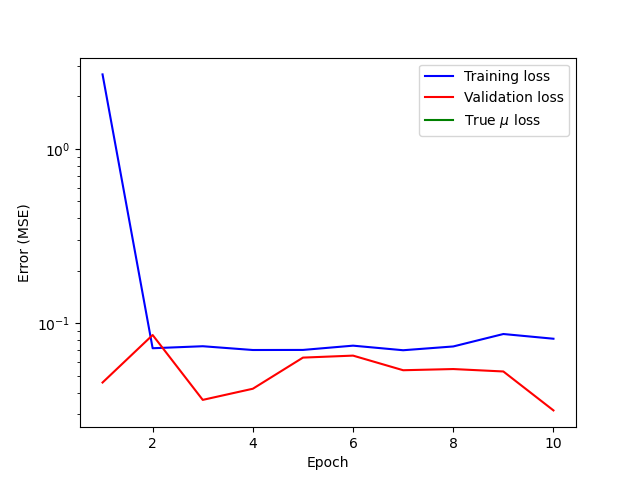 Training loss
Validation loss
True μ loss
10⁰
10⁻¹
Error (MSE)
2 4 6 8 10
Epoch